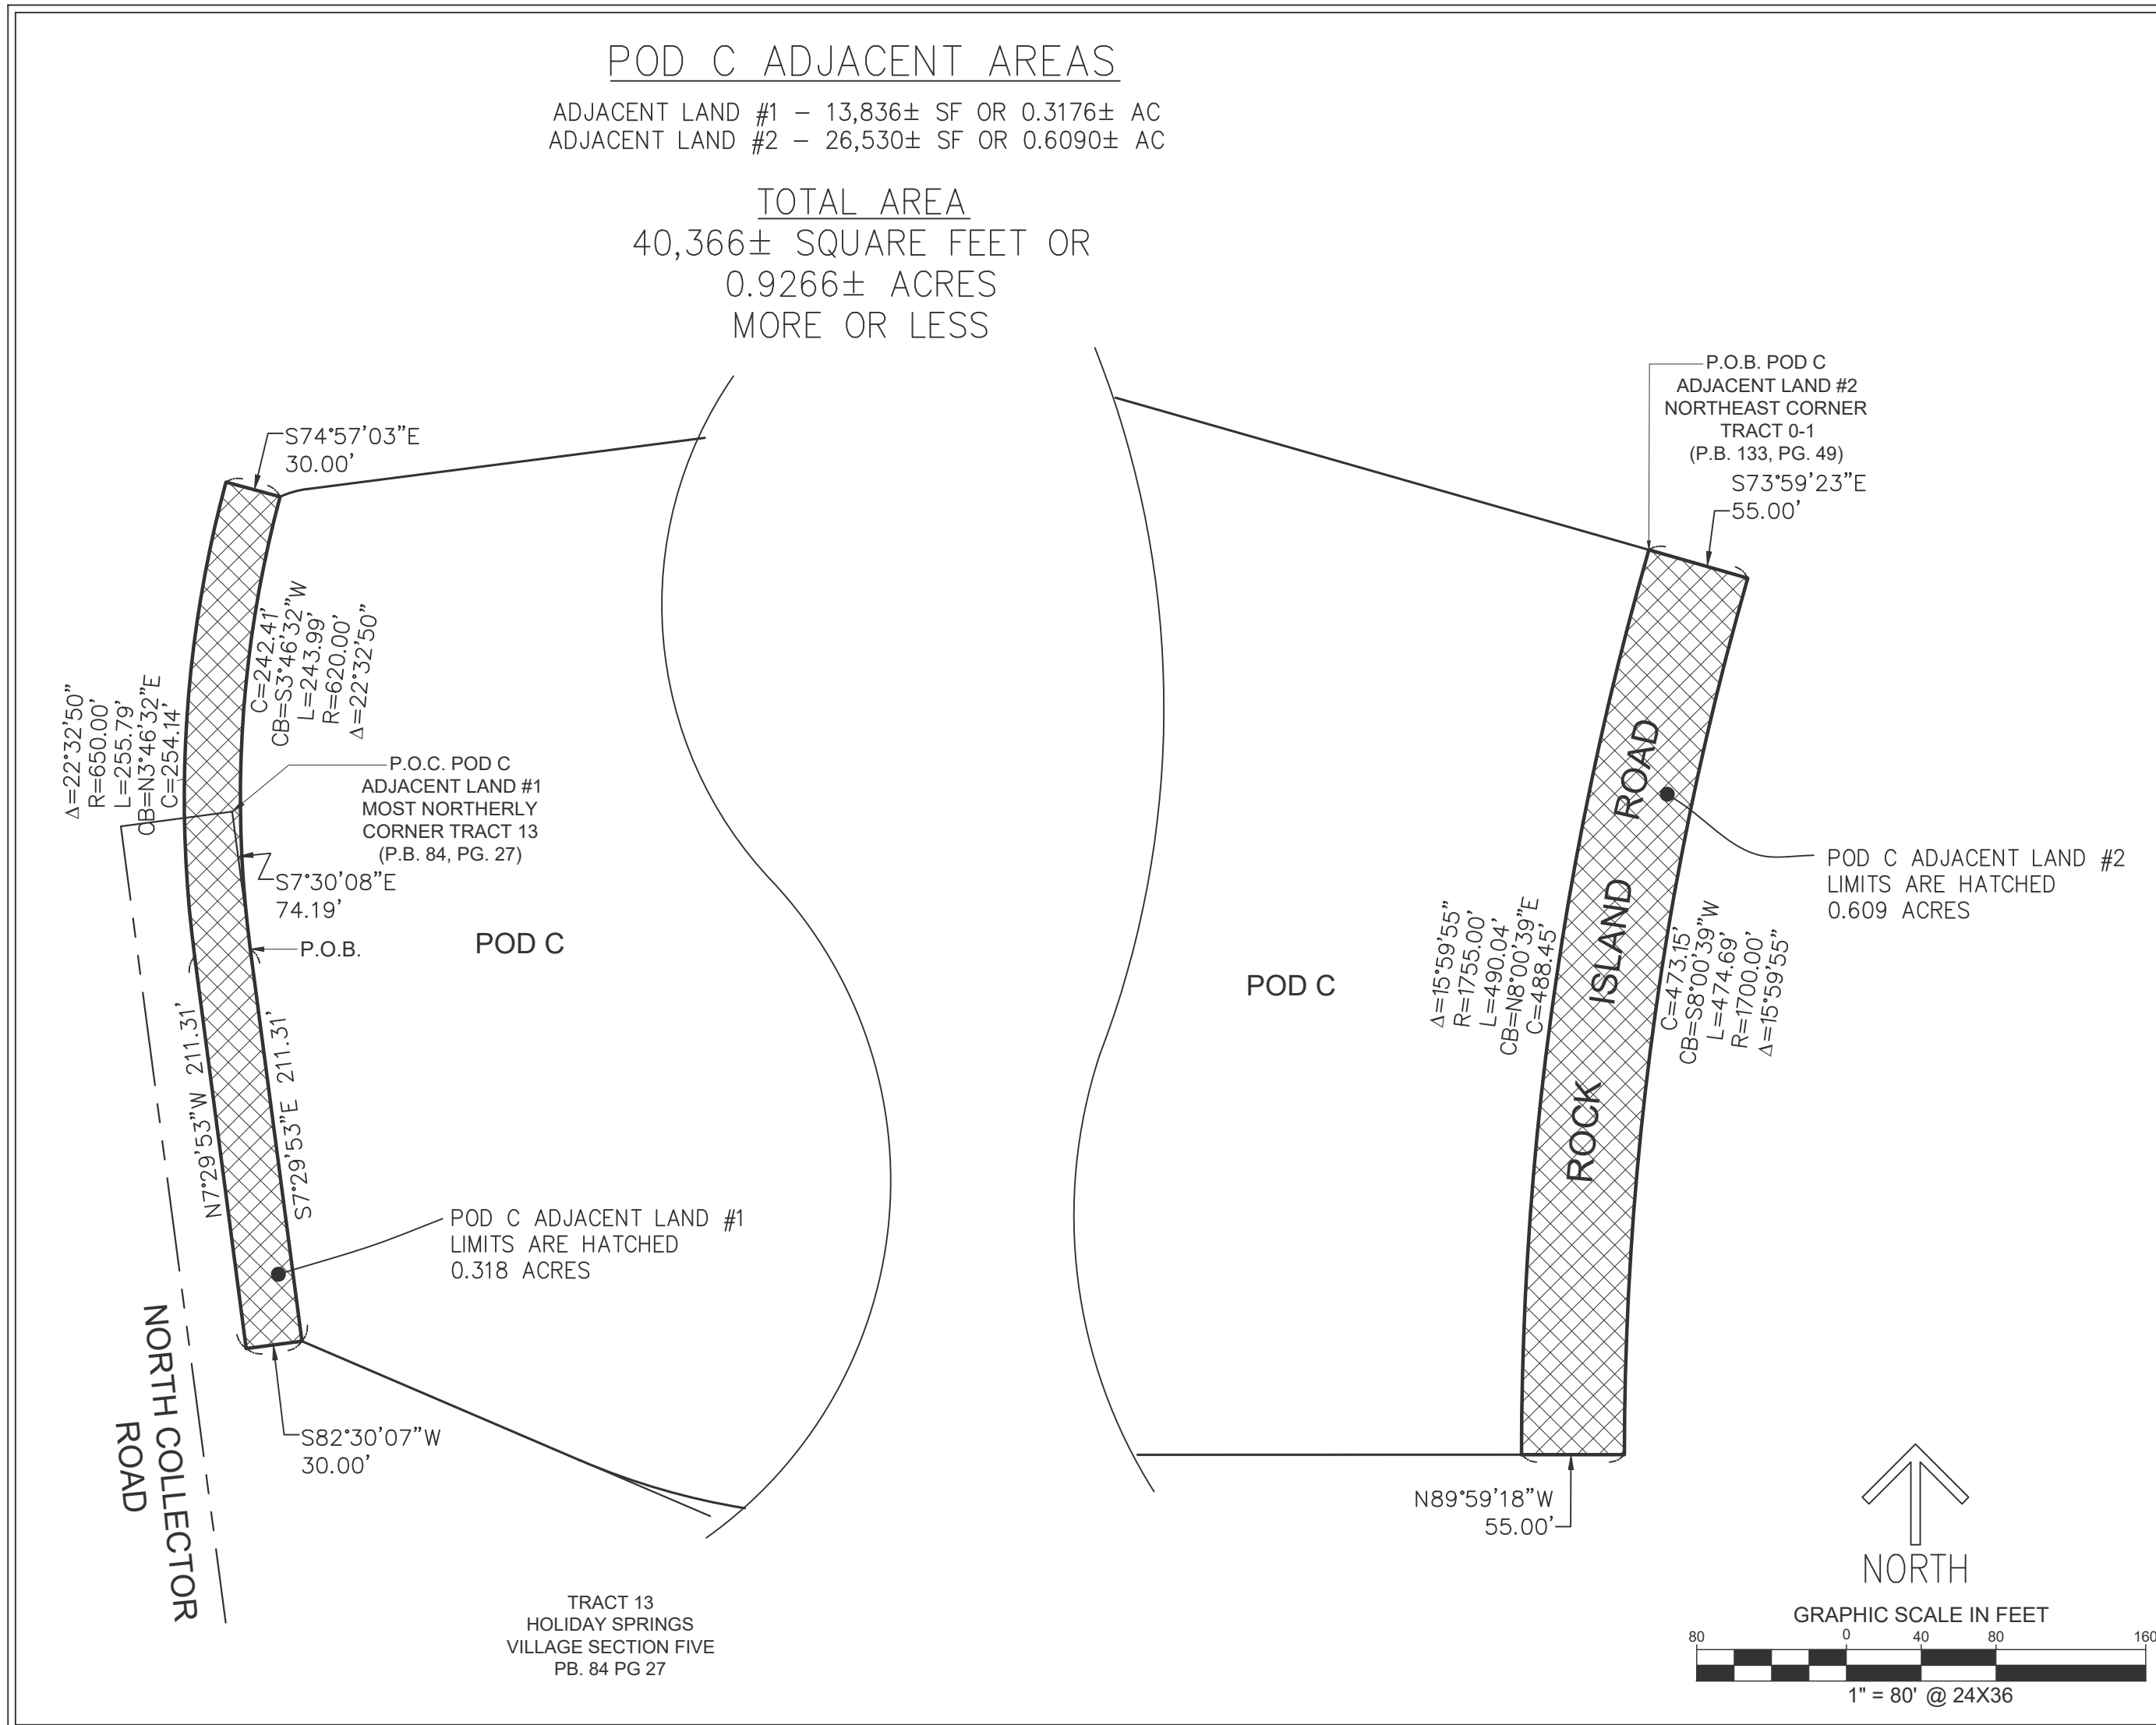 POD C ADJACENT AREAS
ADJACENT LAND #1 – 13,836± SF OR 0.3176± AC
ADJACENT LAND #2 – 26,530± SF OR 0.6090± AC
TOTAL AREA
40,366± SQUARE FEET OR
0.9266± ACRES
MORE OR LESS
S74°57'03"E
30.00'
C=242.41'
CB=S3°46'32"W
L=243.99'
R=620.00'
Δ=22°32'50"
Δ=22°32'50"
R=650.00'
L=255.79'
CB=N3°46'32"E
C=254.14'
P.O.C. POD C
ADJACENT LAND #1
MOST NORTHERLY
CORNER TRACT 13
(P.B. 84, PG. 27)
S7°30'08"E
74.19'
P.O.B.
POD C
N7°29'53"W 211.31'
S7°29'53"E 211.31'
POD C ADJACENT LAND #1
LIMITS ARE HATCHED
0.318 ACRES
S82°30'07"W
30.00'
NORTH COLLECTOR
ROAD
TRACT 13
HOLIDAY SPRINGS
VILLAGE SECTION FIVE
PB. 84 PG 27
P.O.B. POD C
ADJACENT LAND #2
NORTHEAST CORNER
TRACT 0-1
(P.B. 133, PG. 49)
S73°59'23"E
55.00'
POD C
Δ=15°59'55"
R=1755.00'
L=490.04'
CB=N8°00'39"E
C=488.45'
ROCK ISLAND ROAD
C=473.15'
CB=S8°00'39"W
L=474.69'
R=1700.00'
Δ=15°59'55"
POD C ADJACENT LAND #2
LIMITS ARE HATCHED
0.609 ACRES
N89°59'18"W
55.00'
NORTH
GRAPHIC SCALE IN FEET
80 0 40 80 160
1" = 80' @ 24X36